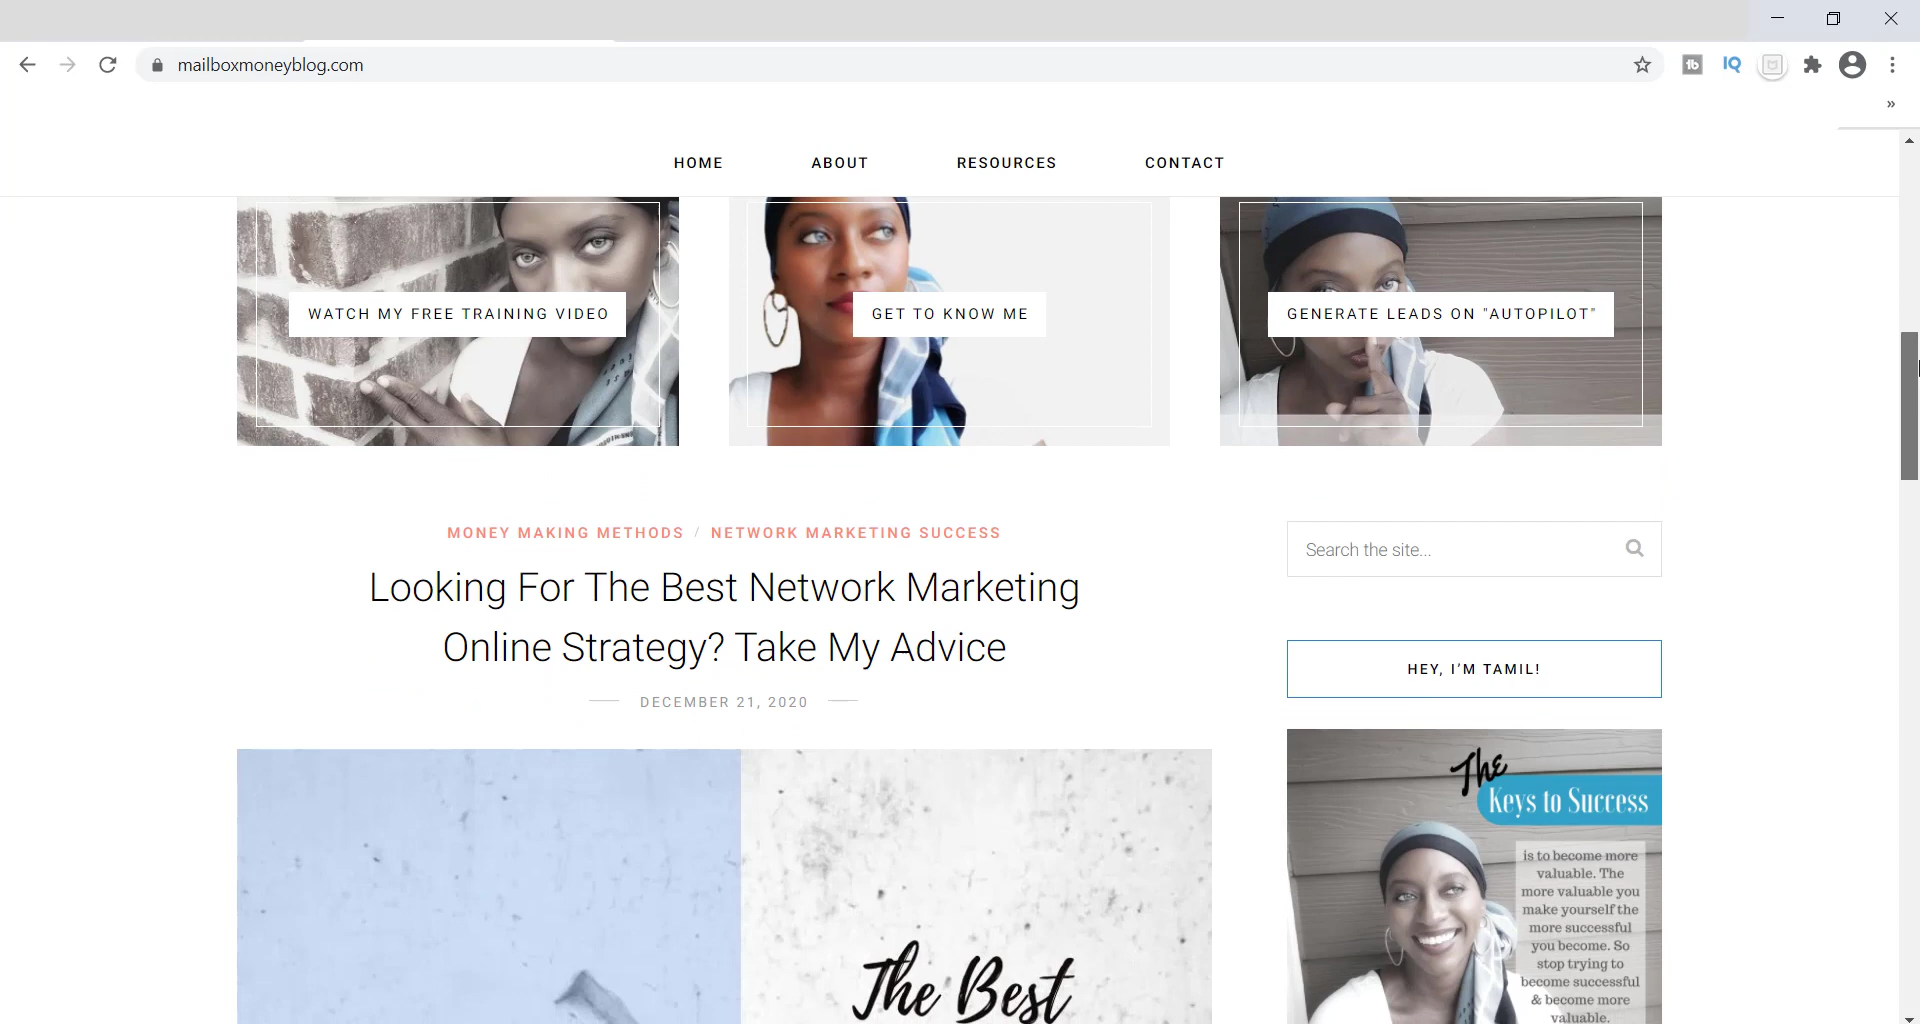 mailboxmoneyblog.com
IQ
»
HOME ABOUT RESOURCES CONTACT
WATCH MY FREE TRAINING VIDEO
GET TO KNOW ME
GENERATE LEADS ON "AUTOPILOT"
MONEY MAKING METHODS / NETWORK MARKETING SUCCESS
Looking For The Best Network Marketing
Online Strategy? Take My Advice
DECEMBER 21, 2020
The Best
Search the site...
HEY, I'M TAMIL!
The
Keys to Success
is to become more
valuable. The
more valuable you
make yourself the
more successful
you become. So
stop trying to
become successful
& become more
valuable.